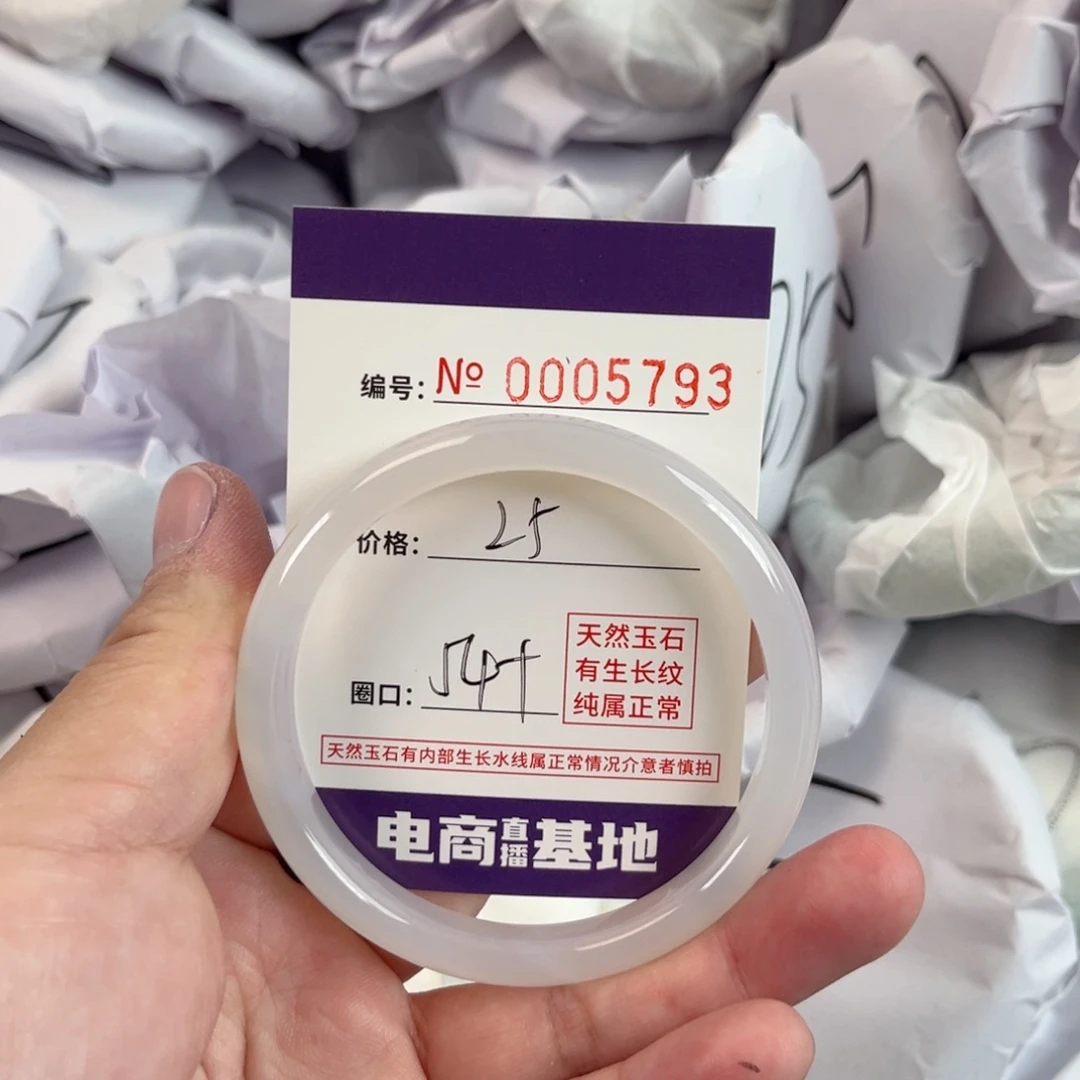 编号: № 0005793
价格: 25
圈口: 54+
天然玉石
有生长纹
纯属正常
天然玉石有内部生长水线属正常情况介意者慎拍
电商直播基地